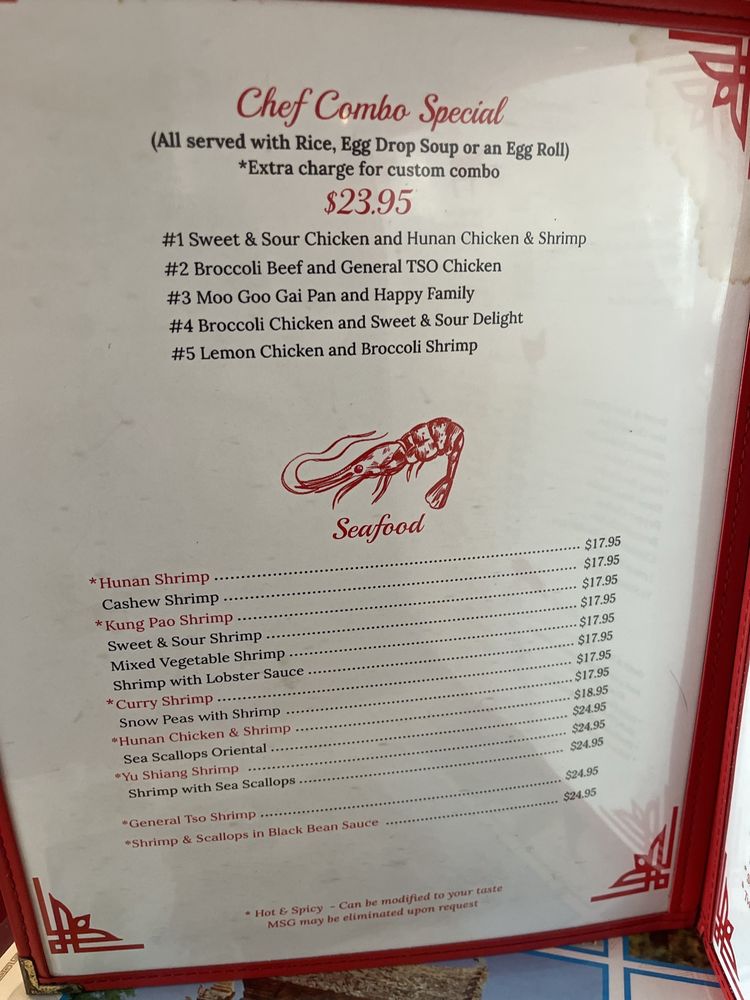 Chef Combo Special
(All served with Rice, Egg Drop Soup or an Egg Roll)
*Extra charge for custom combo
$23.95
#1 Sweet & Sour Chicken and Hunan Chicken & Shrimp
#2 Broccoli Beef and General TSO Chicken
#3 Moo Goo Gai Pan and Happy Family
#4 Broccoli Chicken and Sweet & Sour Delight
#5 Lemon Chicken and Broccoli Shrimp
Seafood
*Hunan Shrimp ........ $17.95
Cashew Shrimp ........ $17.95
*Kung Pao Shrimp ........ $17.95
Sweet & Sour Shrimp ........ $17.95
Mixed Vegetable Shrimp ........ $17.95
Shrimp with Lobster Sauce ........ $17.95
*Curry Shrimp ........ $17.95
Snow Peas with Shrimp ........ $17.95
*Hunan Chicken & Shrimp ........ $18.95
Sea Scallops Oriental ........ $24.95
*Yu Shiang Shrimp ........ $24.95
Shrimp with Sea Scallops ........ $24.95
*General Tso Shrimp ........ $24.95
*Shrimp & Scallops in Black Bean Sauce ........ $24.95
* Hot & Spicy - Can be modified to your taste
MSG may be eliminated upon request